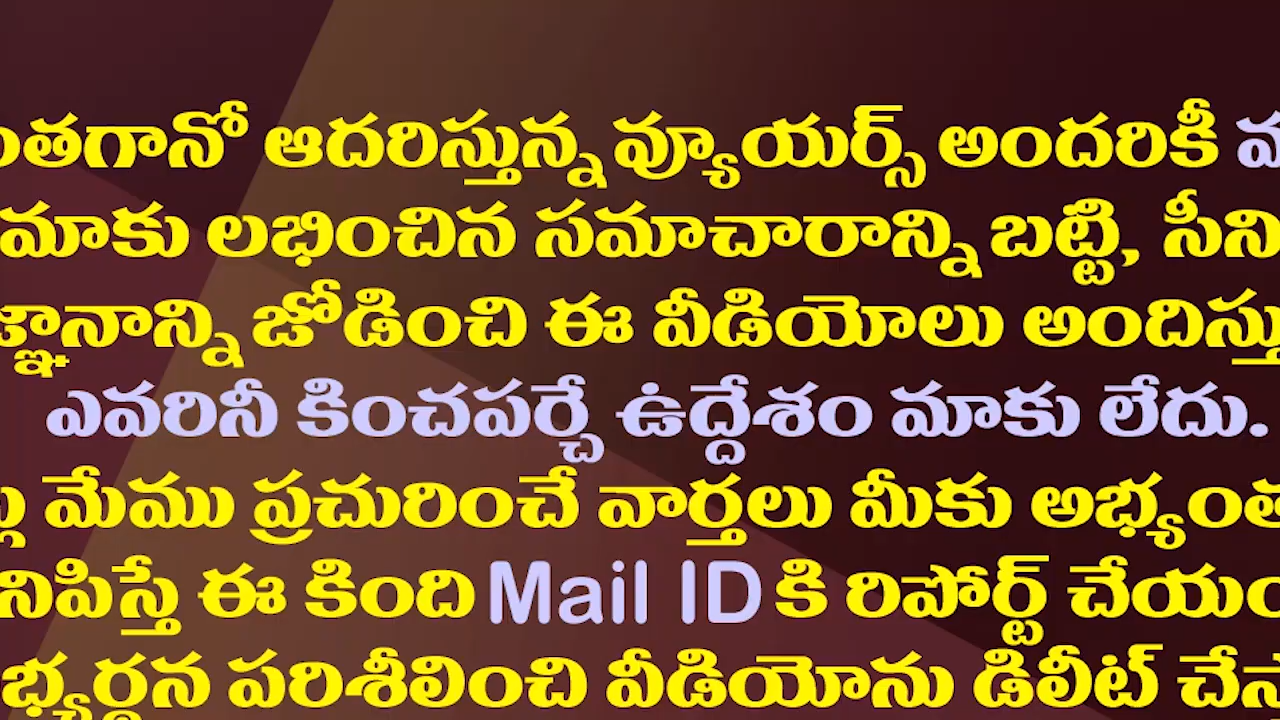 ంతగానో ఆదరిస్తున్న వ్యూయర్స్ అందరికీ
మాకు లభించిన సమాచారాన్ని బట్టి, సీని
జ్ఞానాన్ని జోడించి ఈ వీడియోలు అందిస్తు
ఎవరినీ కించపర్చే ఉద్దేశం మాకు లేదు.
మేము ప్రచురించే వార్తలు మీకు అభ్యంత
నిపిస్తే ఈ కింది Mail ID కి రిపోర్ట్ చేయం
భ్యర్థన పరిశీలించి వీడియోను డిలీట్ చేస